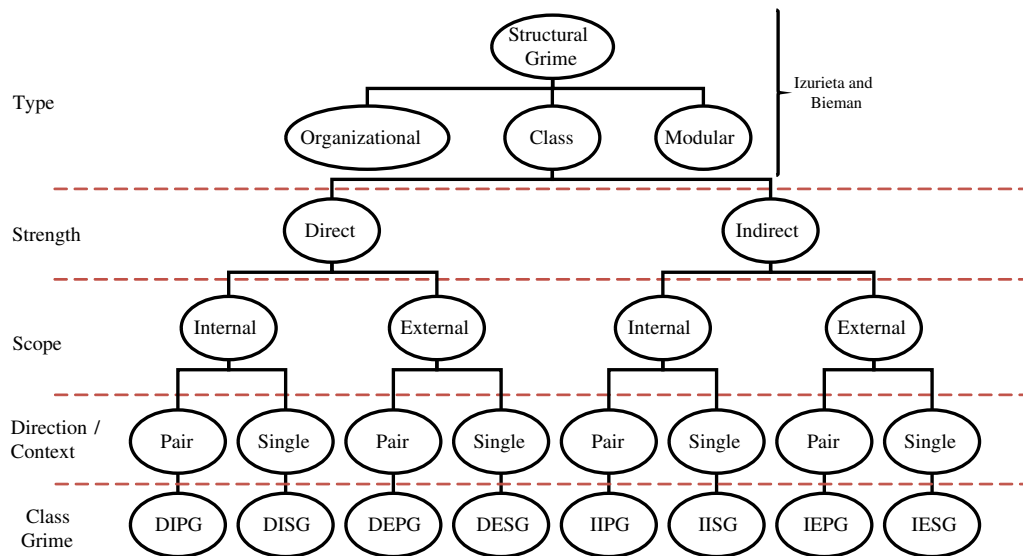 Structural
Grime
Izurieta and
Bieman
Type
Organizational
Class
Modular
Strength
Direct
Indirect
Scope
Internal
External
Internal
External
Direction /
Context
Pair
Single
Pair
Single
Pair
Single
Pair
Single
Class
Grime
DIPG
DISG
DEPG
DESG
IIPG
IISG
IEPG
IESG